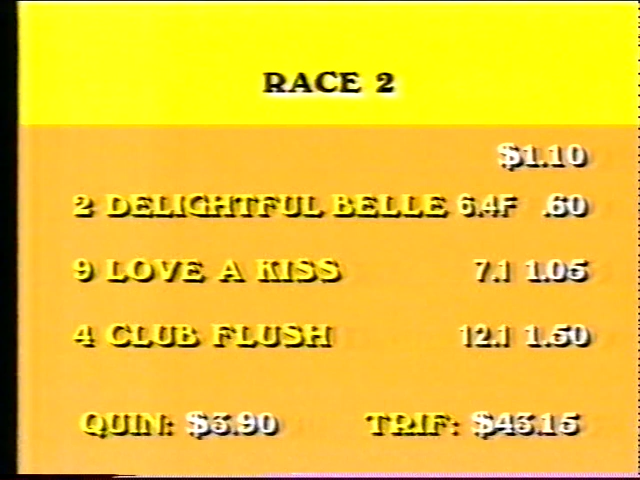 RACE 2
$1.10
2 DELIGHTFUL BELLE 6.4F .60
9 LOVE A KISS 7.1 1.05
4 CLUB FLUSH 12.1 1.50
QUIN: $3.90 TRIF: $43.15